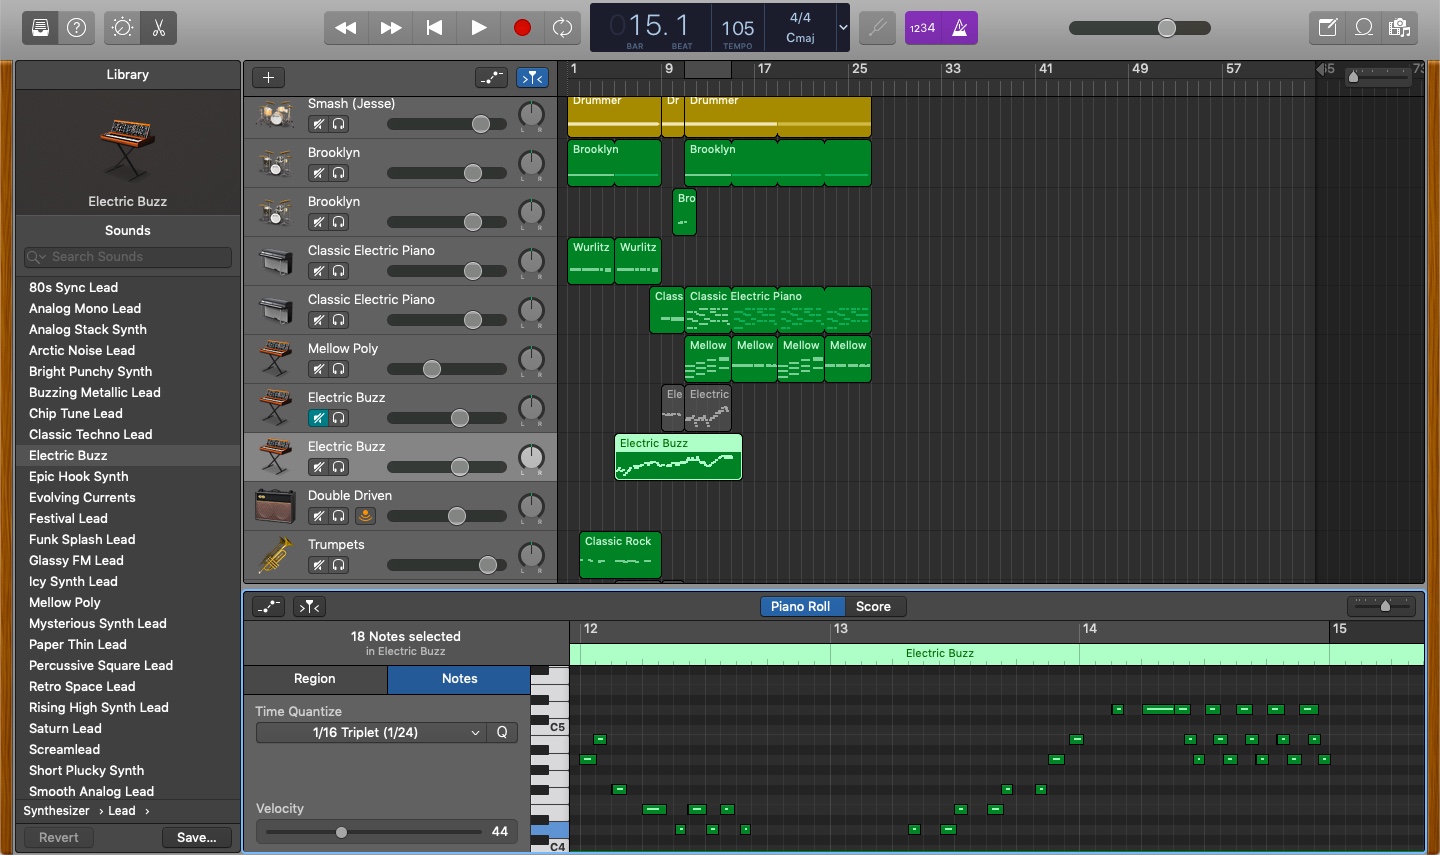 015.1
BAR
BEAT
105
TEMPO
4/4
Cmaj
1234
Library
Electric Buzz
Sounds
Search Sounds
80s Sync Lead
Analog Mono Lead
Analog Stack Synth
Arctic Noise Lead
Bright Punchy Synth
Buzzing Metallic Lead
Chip Tune Lead
Classic Techno Lead
Electric Buzz
Epic Hook Synth
Evolving Currents
Festival Lead
Funk Splash Lead
Glassy FM Lead
Icy Synth Lead
Mellow Poly
Mysterious Synth Lead
Paper Thin Lead
Percussive Square Lead
Retro Space Lead
Rising High Synth Lead
Saturn Lead
Screamlead
Short Plucky Synth
Smooth Analog Lead
Synthesizer > Lead >
Revert
Save...
1 9 17 25 33 41 49 57 65 73
Smash (Jesse)
L R
Drummer Dr Drummer
Brooklyn
L R
Brooklyn Brooklyn
Brooklyn
L R
Bro
Classic Electric Piano
L R
Wurlitz Wurlitz
Classic Electric Piano
L R
Class Classic Electric Piano
Mellow Poly
L R
Mellow Mellow Mellow Mellow
Electric Buzz
L R
Ele Electric
Electric Buzz
L R
Electric Buzz
Double Driven
L R
Trumpets
L R
Classic Rock
Piano Roll
Score
18 Notes selected
in Electric Buzz
12 13 14 15
Electric Buzz
Region
Notes
Time Quantize
1/16 Triplet (1/24)
Q
Velocity
44
C5
C4